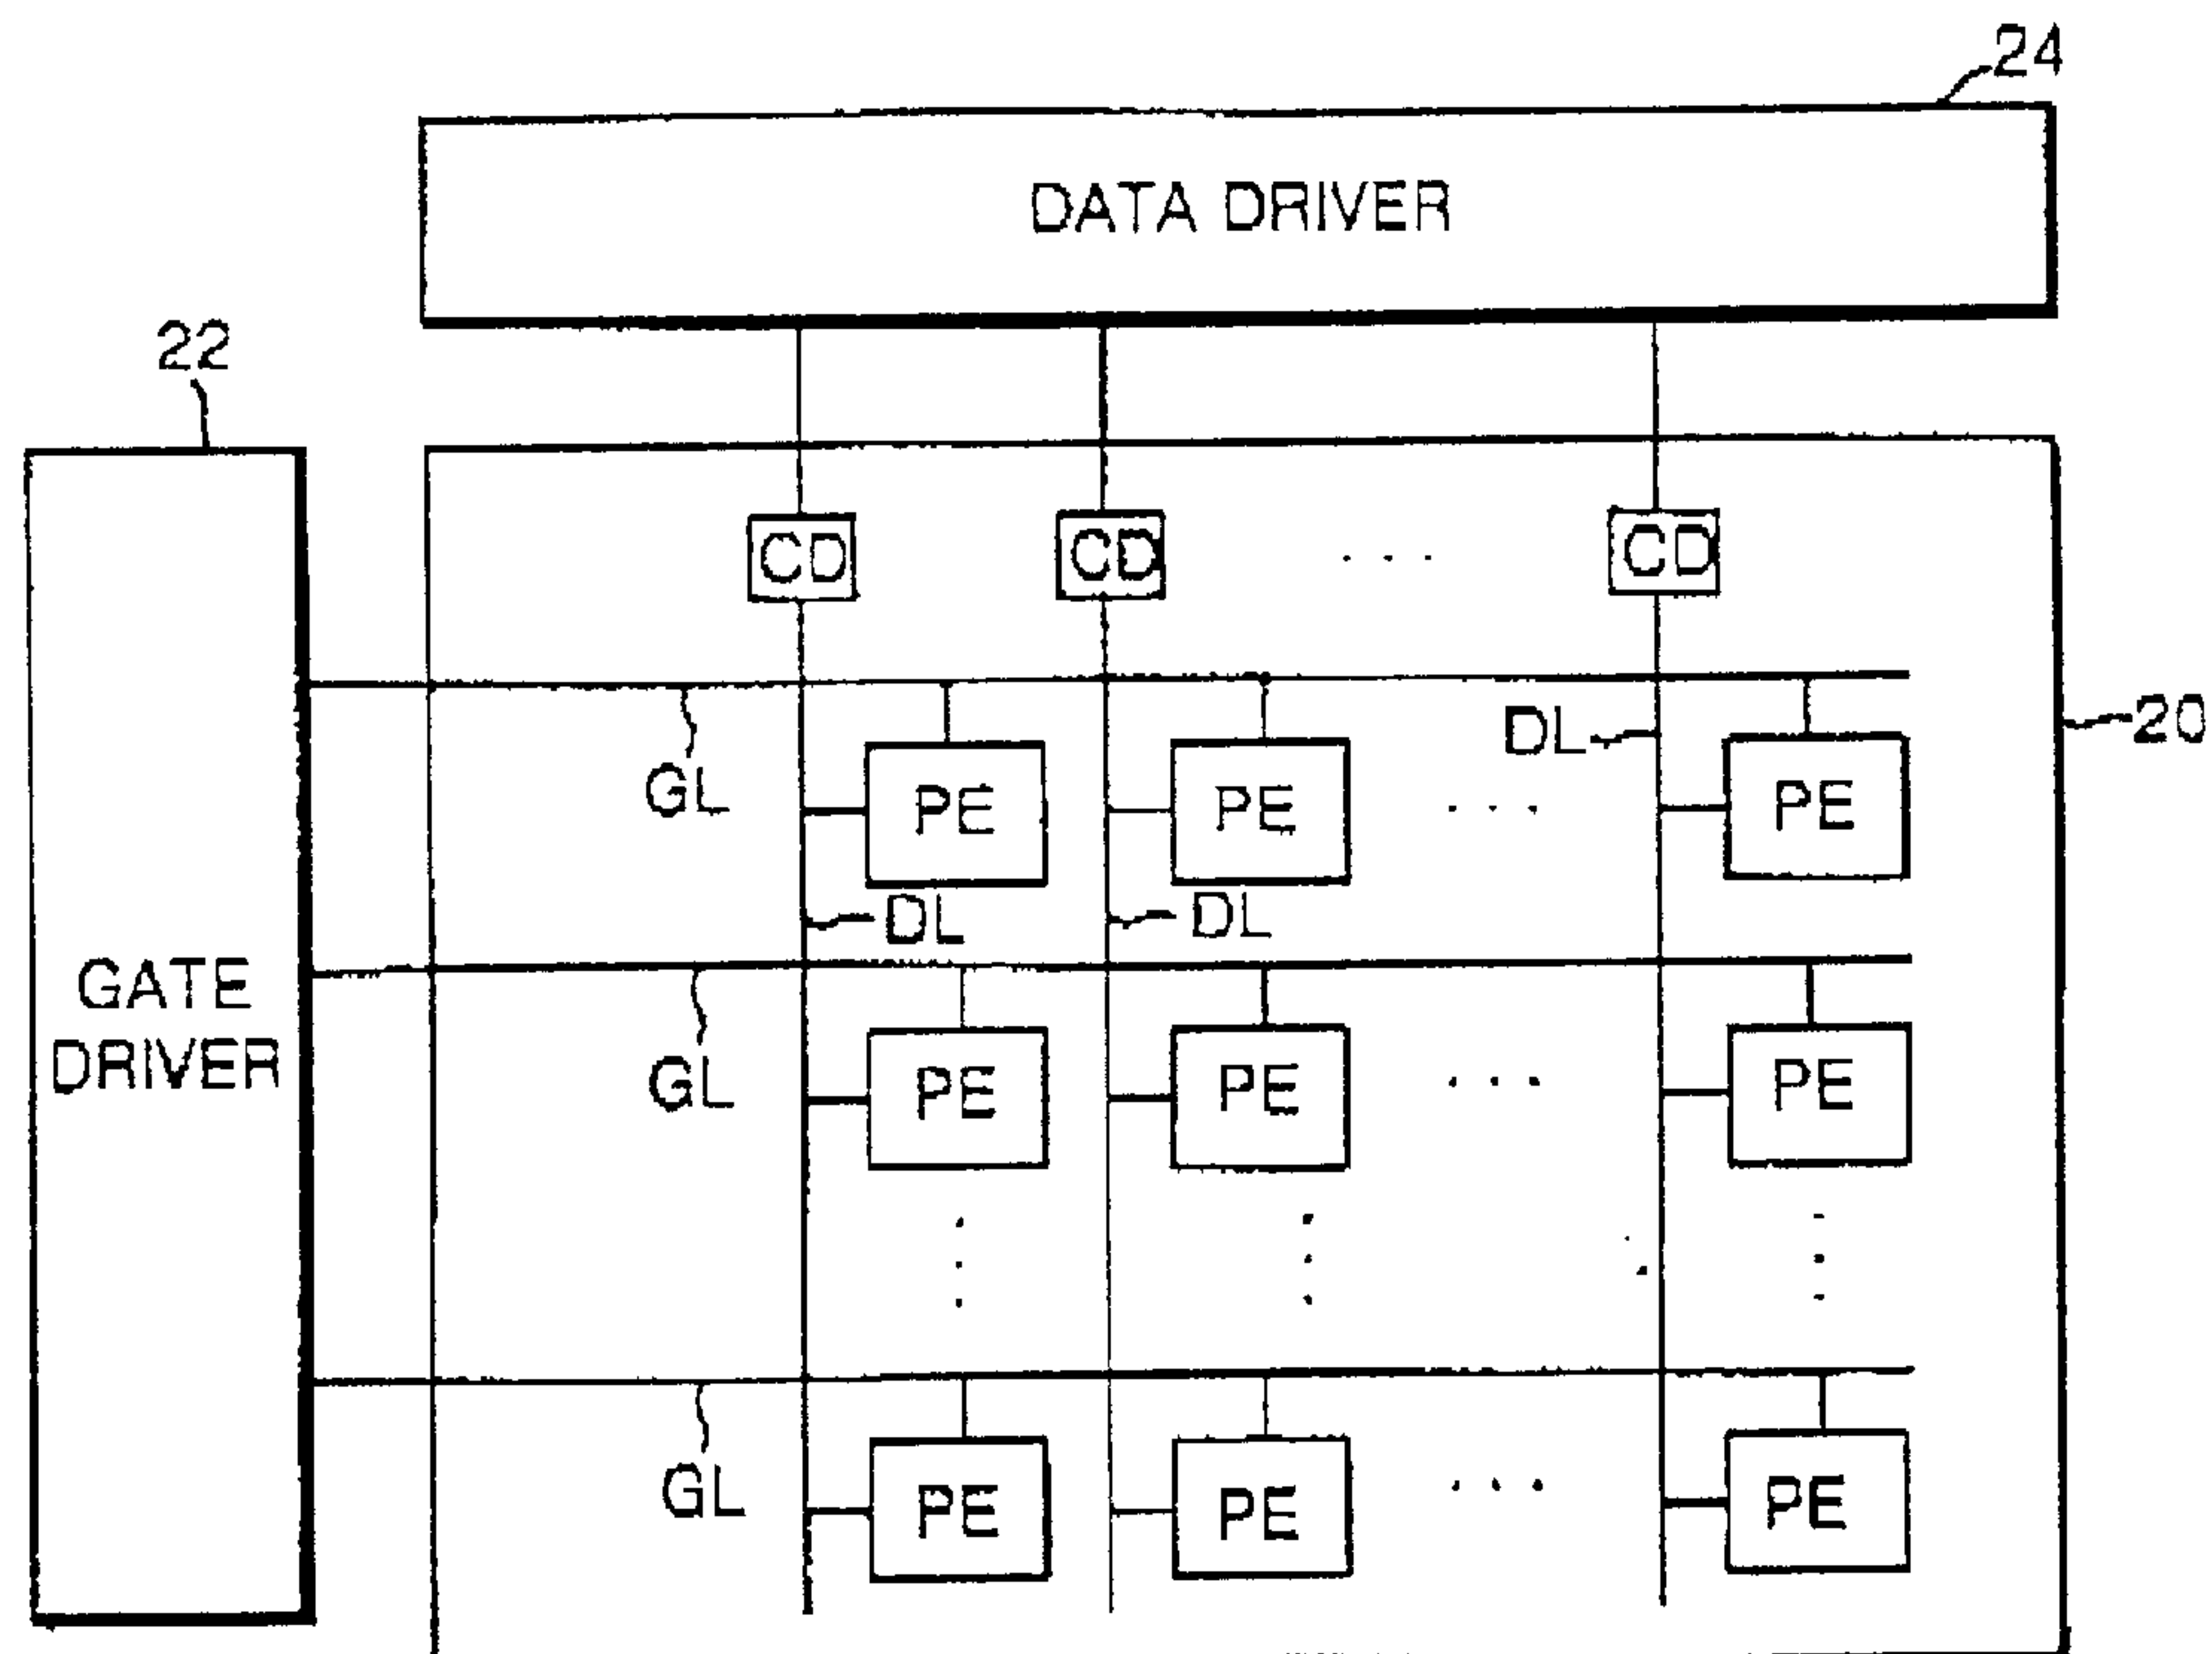 24
DATA DRIVER
22
CD CD . . . CD
DL
20
GL
PE PE . . . PE
DL DL
GATE
DRIVER
GL
PE PE . . . PE
GL
PE PE . . . PE